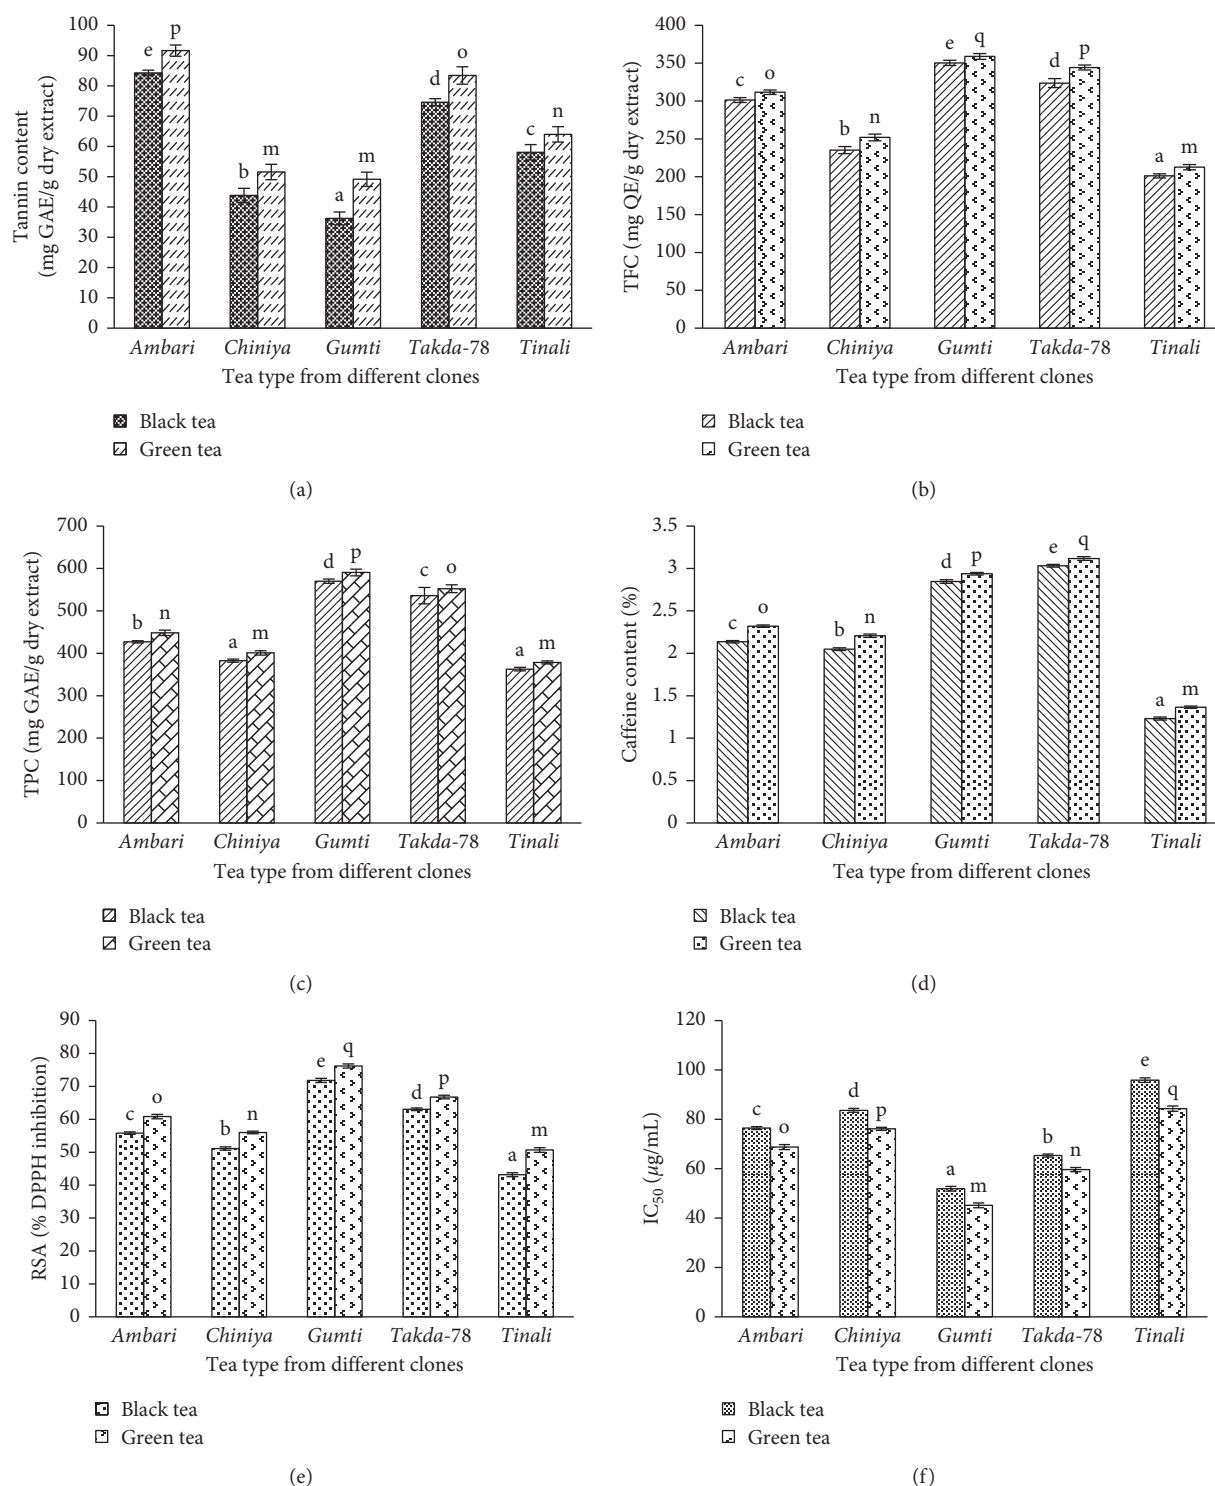 Tannin content
(mg GAE/g dry extract)
100
90
80
70
60
50
40
30
20
10
0
e p
b m
a m
d o
c n
Ambari Chiniya Gumti Takda-78 Tinali
Tea type from different clones
Black tea
Green tea
(a)
TFC (mg QE/g dry extract)
400
350
300
250
200
150
100
50
0
c o
b n
e q
d p
a m
Ambari Chiniya Gumti Takda-78 Tinali
Tea type from different clones
Black tea
Green tea
(b)
TPC (mg GAE/g dry extract)
700
600
500
400
300
200
100
0
b n
a m
d p
c o
a m
Ambari Chiniya Gumti Takda-78 Tinali
Tea type from different clones
Black tea
Green tea
(c)
Caffeine content (%)
3.5
3
2.5
2
1.5
1
0.5
0
c o
b n
d p
e q
a m
Ambari Chiniya Gumti Takda-78 Tinali
Tea type from different clones
Black tea
Green tea
(d)
RSA (% DPPH inhibition)
90
80
70
60
50
40
30
20
10
0
c o
b n
e q
d p
a m
Ambari Chiniya Gumti Takda-78 Tinali
Tea type from different clones
Black tea
Green tea
(e)
IC50 (μg/mL)
120
100
80
60
40
20
0
c o
d p
a m
b n
e q
Ambari Chiniya Gumti Takda-78 Tinali
Tea type from different clones
Black tea
Green tea
(f)